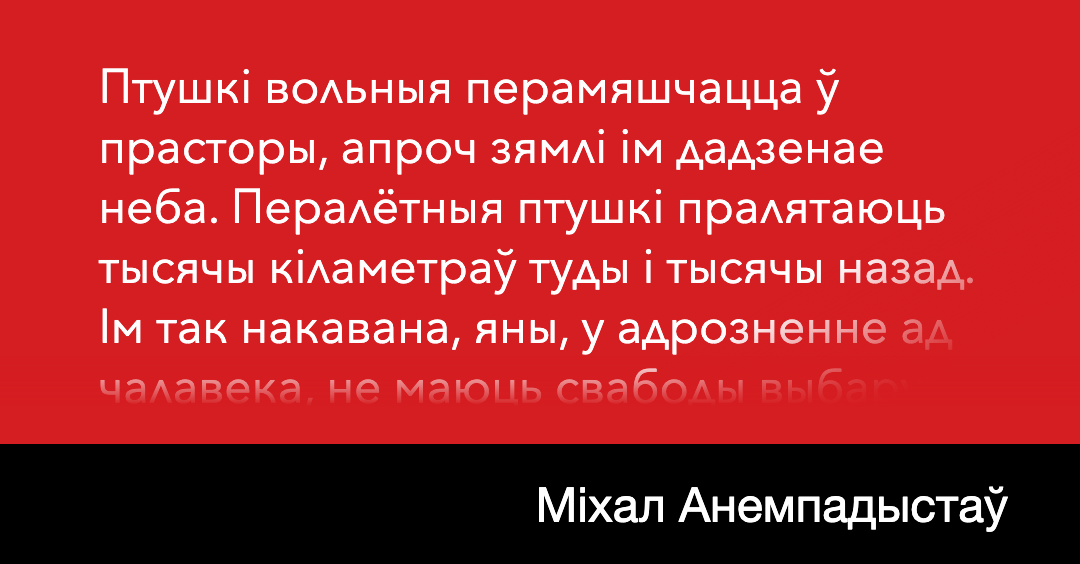 Птушкі вольныя перамяшчацца ў
прасторы, апроч зямлі ім дадзенае
неба. Пералётныя птушкі пралятаюць
тысячы кіламетраў туды і тысячы назад.
Ім так накавана, яны, у адрозненне ад
чалавека, не маюць свабоды выбару
Міхал Анемпадыстаў